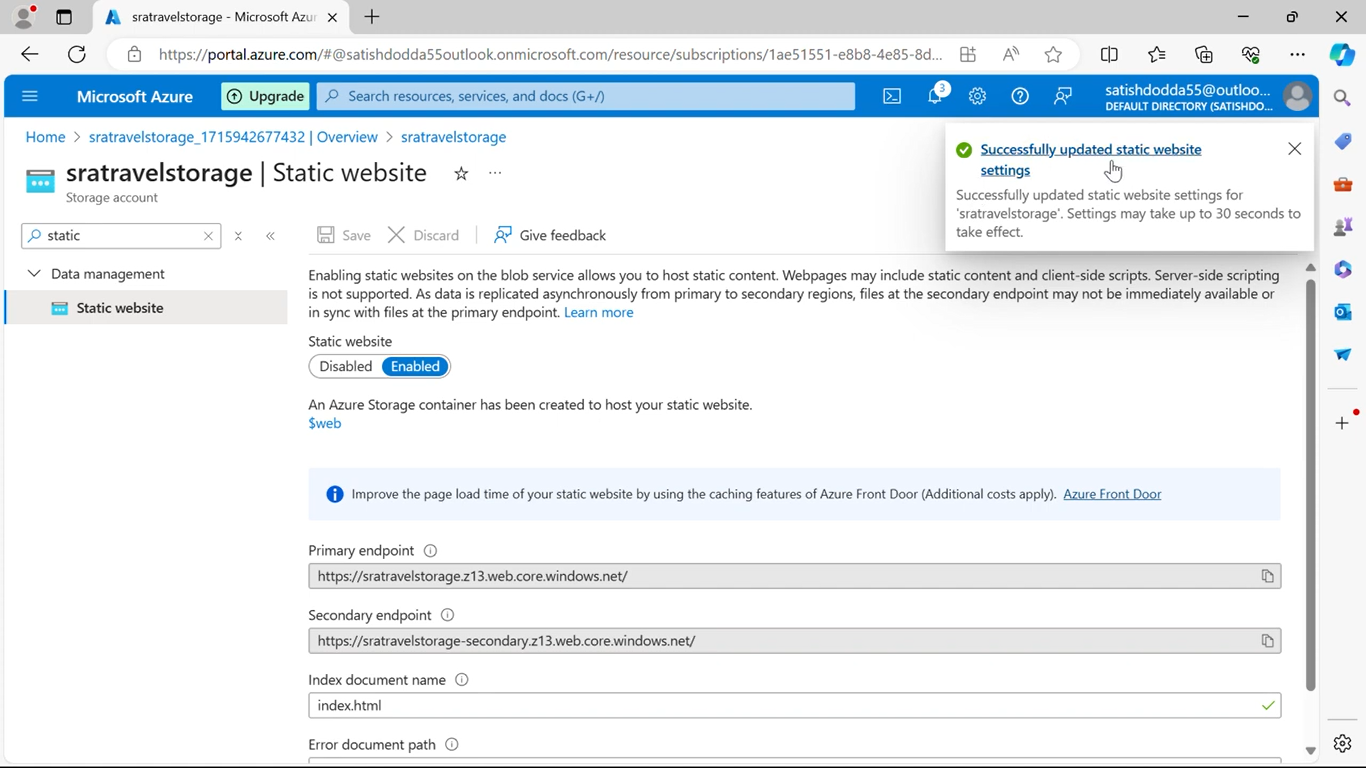 sratravelstorage - Microsoft Azu
https://portal.azure.com/#@satishdodda55outlook.onmicrosoft.com/resource/subscriptions/1ae51551-e8b8-4e85-8d...
Microsoft Azure
Upgrade
Search resources, services, and docs (G+/)
3
satishdodda55@outloo...
DEFAULT DIRECTORY (SATISHDO...
Home > sratravelstorage_1715942677432 | Overview > sratravelstorage
sratravelstorage | Static website
Storage account
Successfully updated static website
settings
Successfully updated static website settings for
'sratravelstorage'. Settings may take up to 30 seconds to
take effect.
static
Save
Discard
Give feedback
Data management
Static website
Enabling static websites on the blob service allows you to host static content. Webpages may include static content and client-side scripts. Server-side scripting
is not supported. As data is replicated asynchronously from primary to secondary regions, files at the secondary endpoint may not be immediately available or
in sync with files at the primary endpoint. Learn more
Static website
Disabled Enabled
An Azure Storage container has been created to host your static website.
$web
Improve the page load time of your static website by using the caching features of Azure Front Door (Additional costs apply). Azure Front Door
Primary endpoint
https://sratravelstorage.z13.web.core.windows.net/
Secondary endpoint
https://sratravelstorage-secondary.z13.web.core.windows.net/
Index document name
index.html
Error document path